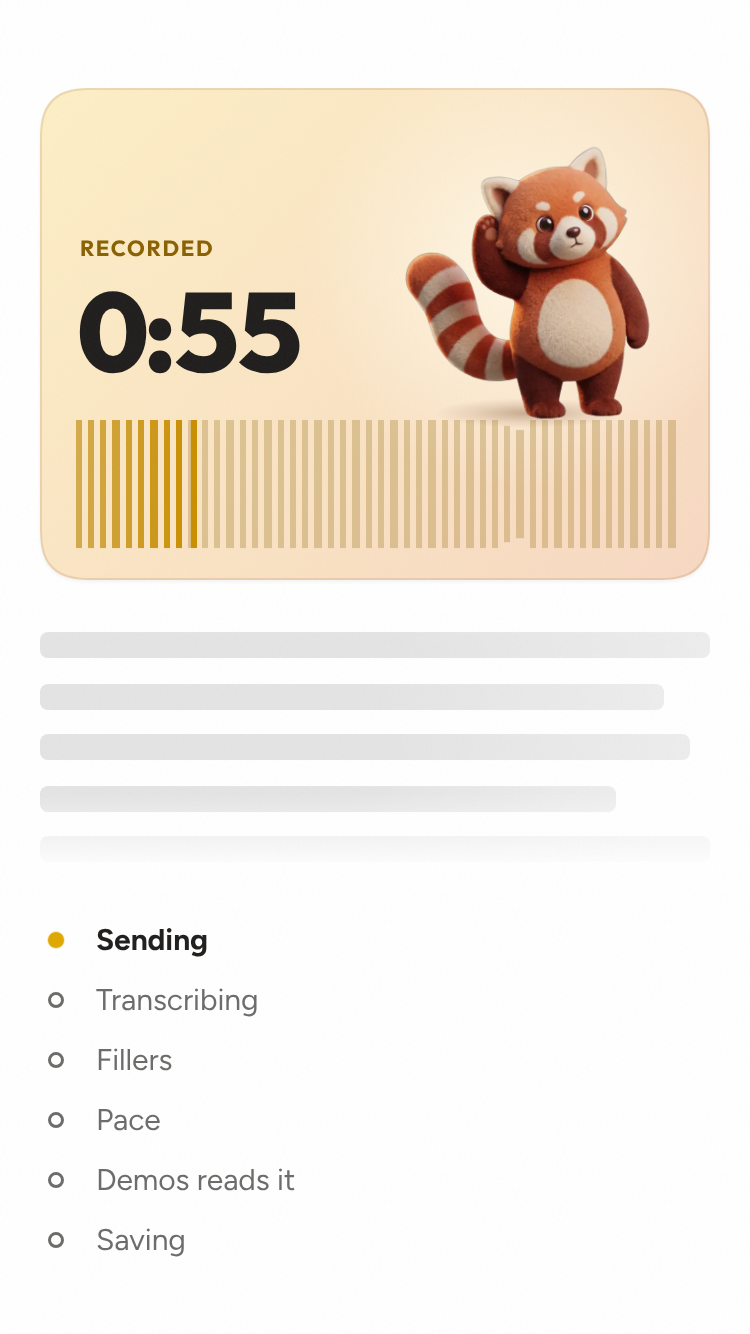 RECORDED
0:55
Sending
Transcribing
Fillers
Pace
Demos reads it
Saving